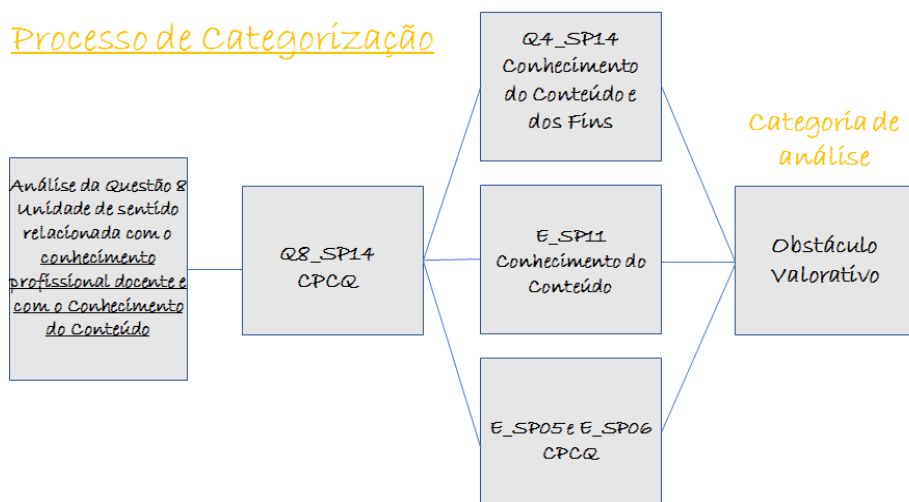 Processo de Categorização
Análise da Questão 8
Unidade de sentido
relacionada com o
conhecimento
profissional docente e
com o Conhecimento
do Conteúdo
Q8_SP14
CPCQ
Q4_SP14
Conhecimento
do Conteúdo e
dos Fins
E_SP11
Conhecimento do
Conteúdo
E_SP05 e E_SP06
CPCQ
Categoria de
análise
Obstáculo
Valorativo